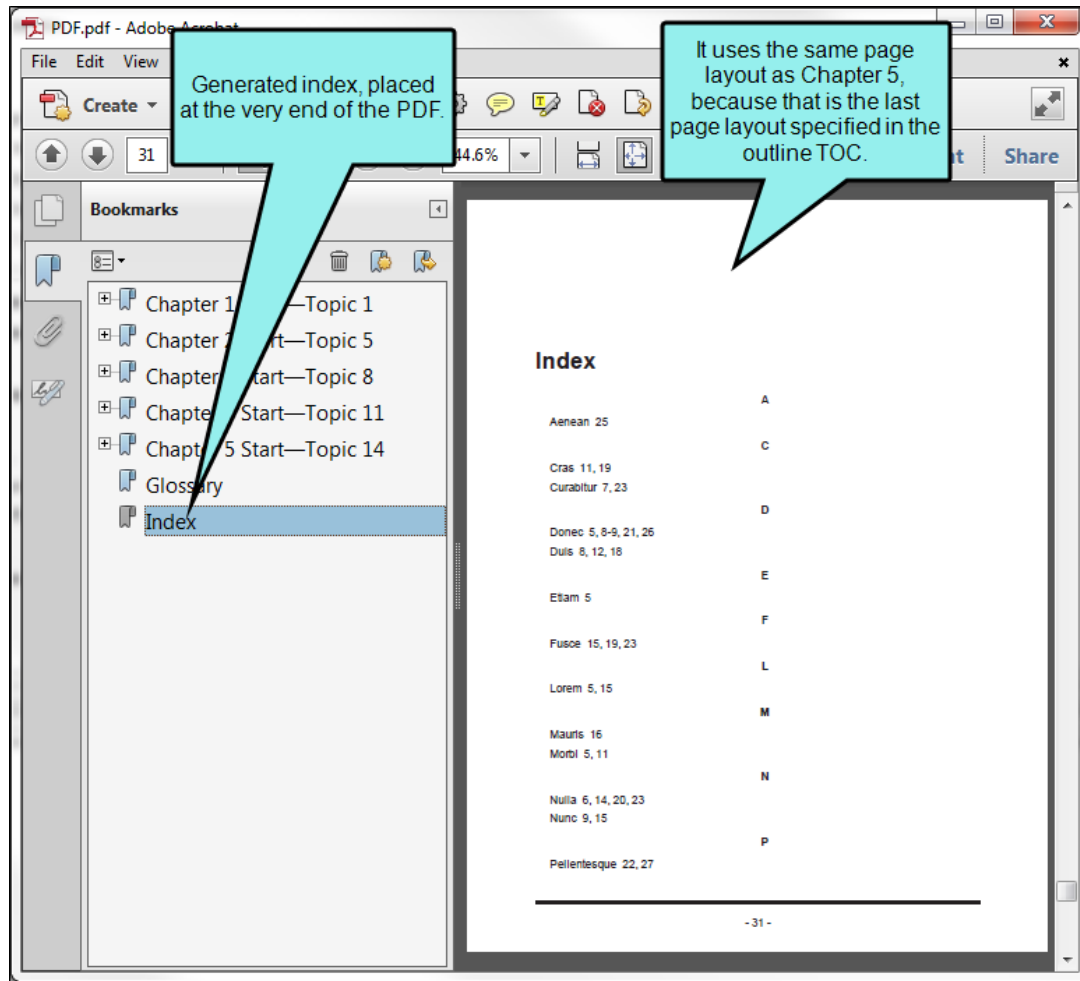 PDF.pdf - Adobe Acrobat
File Edit View
Generated index, placed
at the very end of the PDF.
It uses the same page
layout as Chapter 5,
because that is the last
page layout specified in the
outline TOC.
Create
31
44.6%
Share
Bookmarks
Chapter 1 —Topic 1
Chapter 2 —Topic 5
Chapter Start—Topic 8
Chapter Start—Topic 11
Chapter 5 Start—Topic 14
Glossary
Index
Index
A
Aenean 25
C
Cras 11, 19
Curabitur 7, 23
D
Donec 5, 8-9, 21, 26
Duis 8, 12, 18
E
Etiam 5
F
Fusce 15, 19, 23
L
Lorem 5, 15
M
Mauris 16
Morbi 5, 11
N
Nulla 6, 14, 20, 23
Nunc 9, 15
P
Pellentesque 22, 27
- 31 -